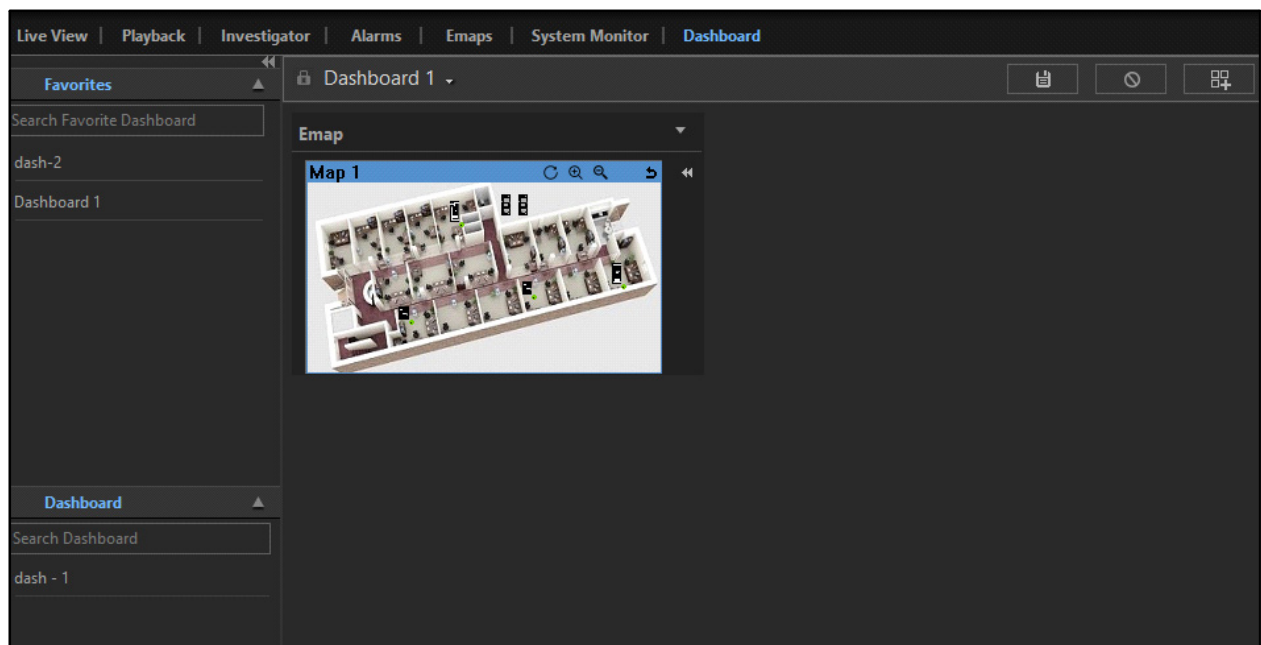 Live View | Playback | Investigator | Alarms | Emaps | System Monitor | Dashboard
Favorites
Search Favorite Dashboard
dash-2
Dashboard 1
Dashboard
Search Dashboard
dash - 1
Dashboard 1
Emap
Map 1